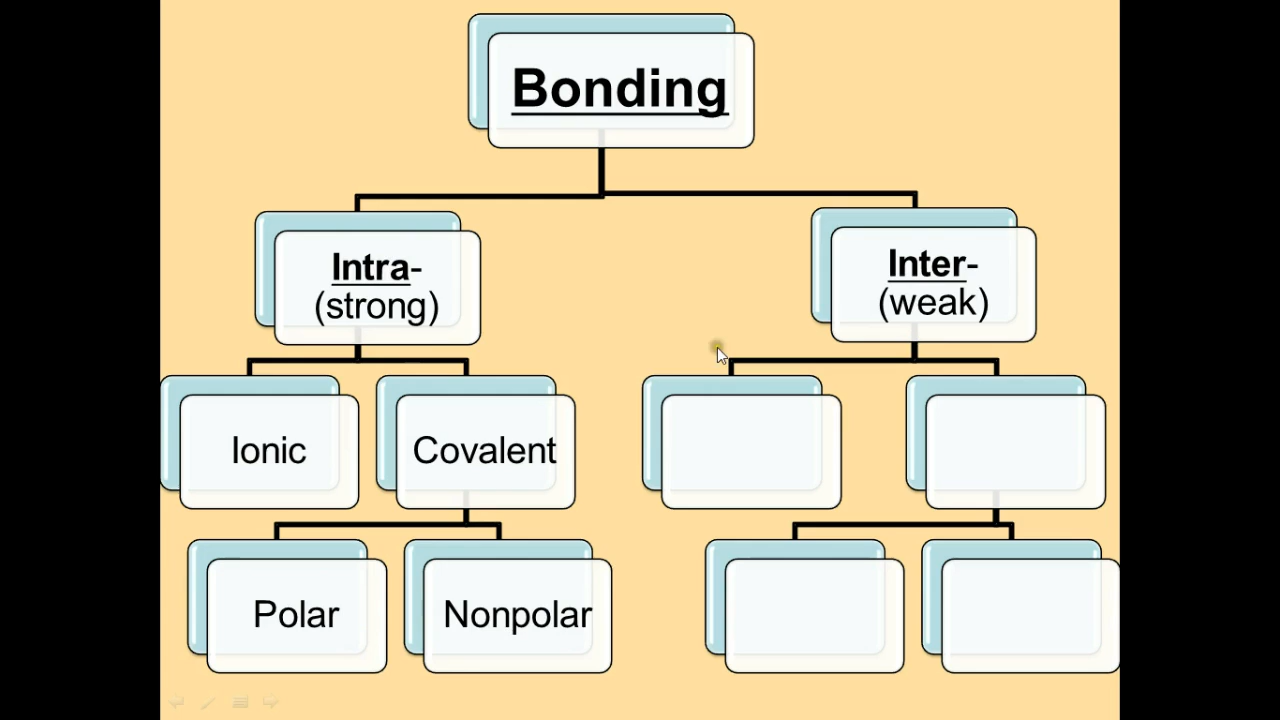 Bonding
Intra-
(strong)
Inter-
(weak)
Ionic
Covalent
Polar
Nonpolar